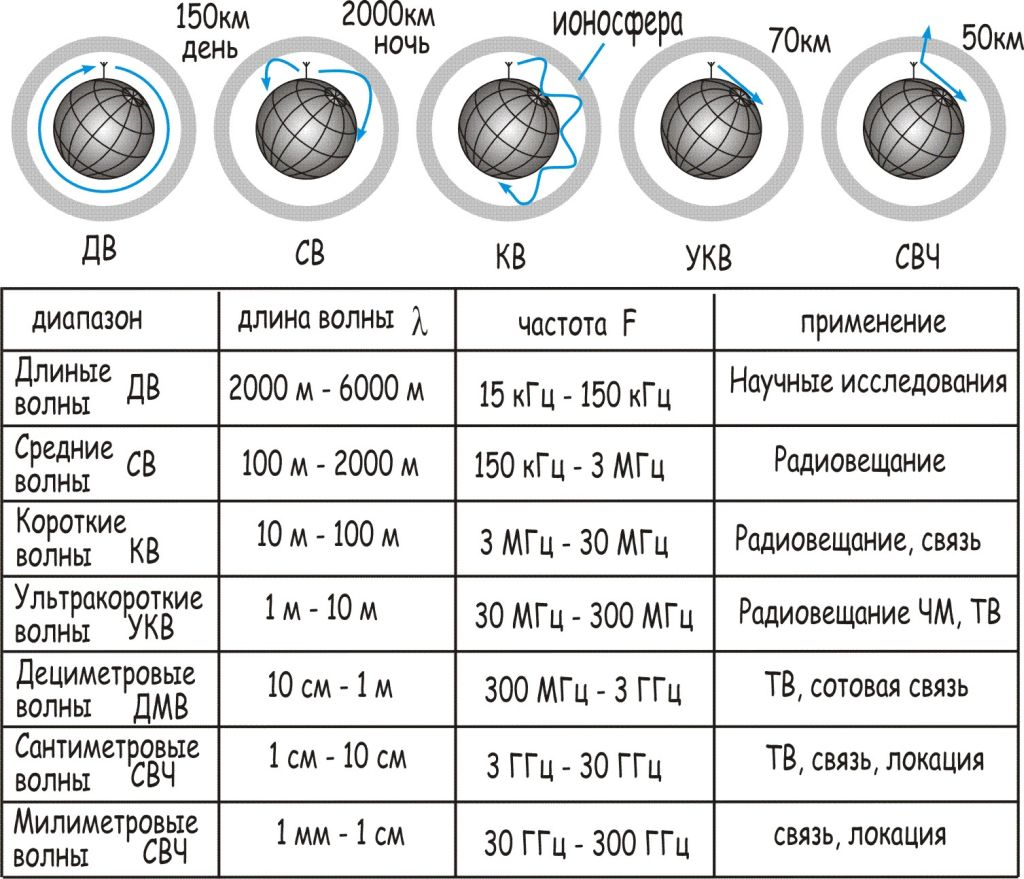 150км
день
2000км
ночь
ионосфера
70км
50км
ДВ
СВ
КВ
УКВ
СВЧ
диапазон длина волны λ частота F применение
Длиные
волны ДВ 2000 м - 6000 м 15 кГц - 150 кГц Научные исследования
Средние
волны СВ 100 м - 2000 м 150 кГц - 3 МГц Радиовещание
Короткие
волны КВ 10 м - 100 м 3 МГц - 30 МГц Радиовещание, связь
Ультракороткие
волны УКВ 1 м - 10 м 30 МГц - 300 МГц Радиовещание ЧМ, ТВ
Дециметровые
волны ДМВ 10 см - 1 м 300 МГц - 3 ГГц ТВ, сотовая связь
Сантиметровые
волны СВЧ 1 см - 10 см 3 ГГц - 30 ГГц ТВ, связь, локация
Милиметровые
волны СВЧ 1 мм - 1 см 30 ГГц - 300 ГГц связь, локация